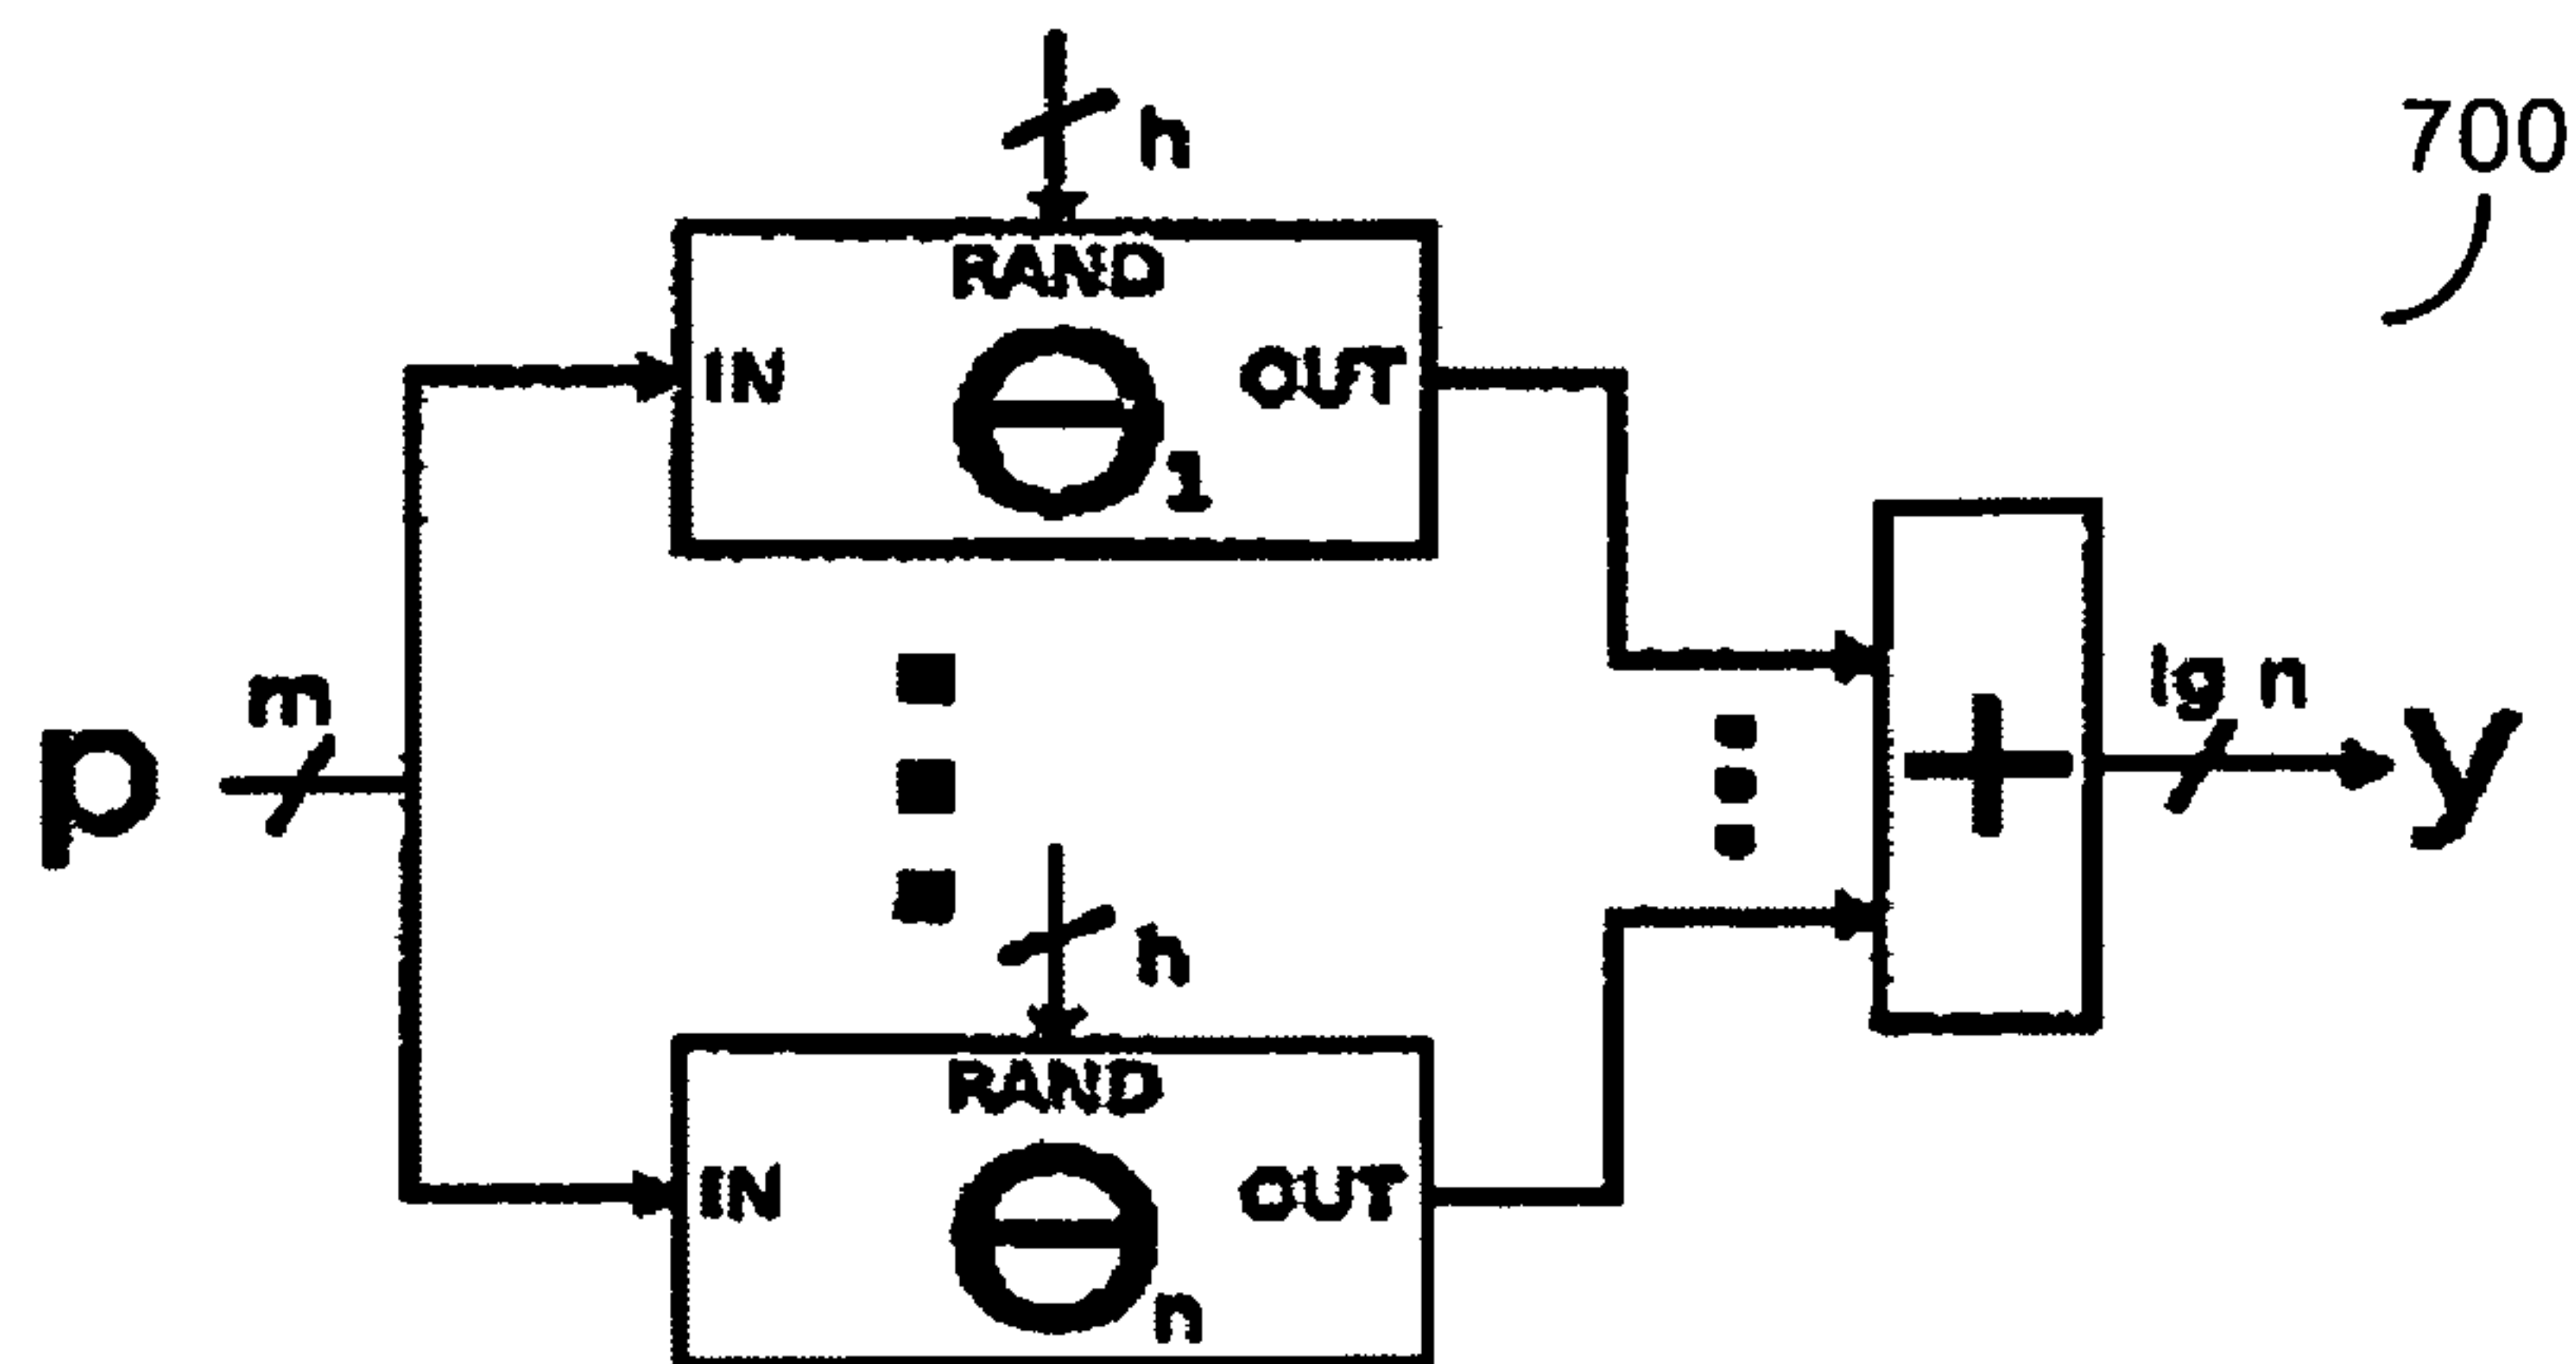 h
700
RAND
IN
Θ1
OUT
m
p
lg n
+
y
h
RAND
IN
Θn
OUT